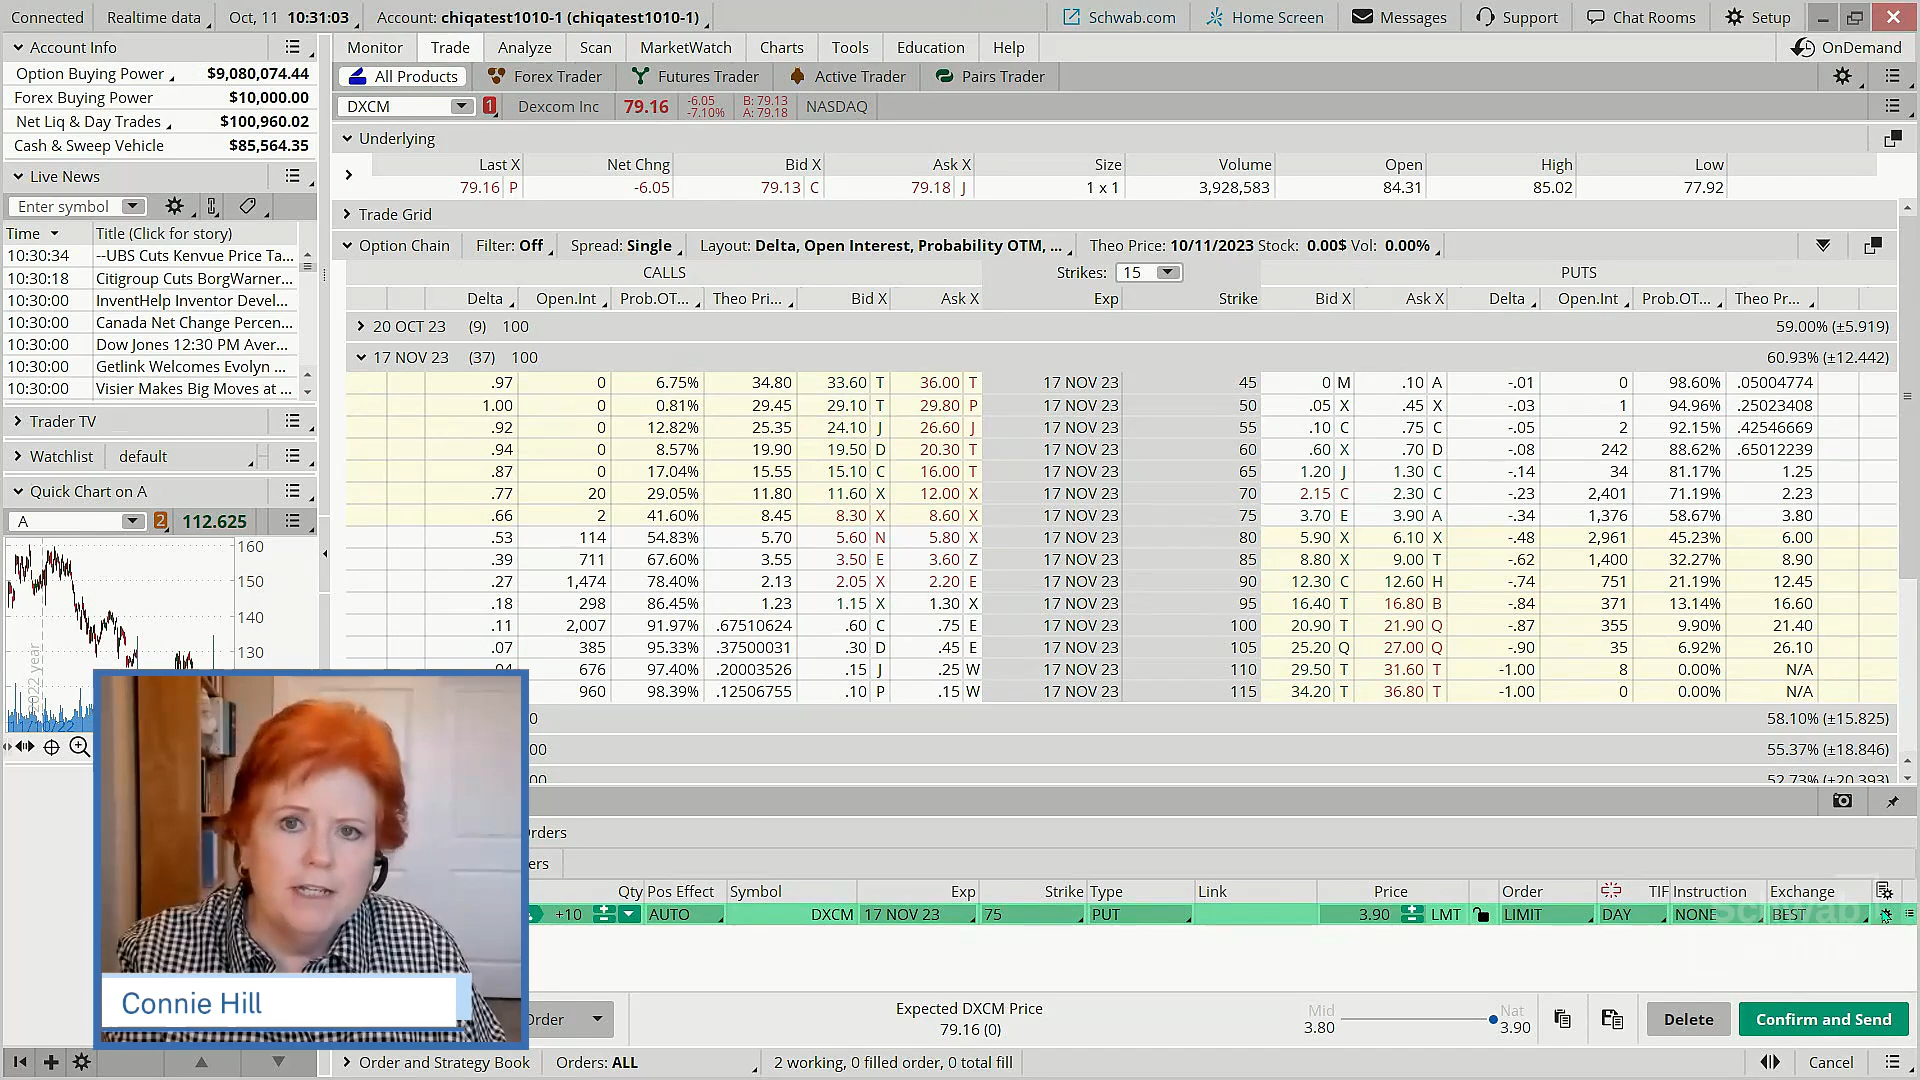 Connected Realtime data Oct, 11 10:31:03 Account: chiqatest1010-1 (chiqatest1010-1) Schwab.com Home Screen Messages Support Chat Rooms Setup
Account Info
Option Buying Power $9,080,074.44
Forex Buying Power $10,000.00
Net Liq & Day Trades $100,960.02
Cash & Sweep Vehicle $85,564.35
Live News
Enter symbol
Time Title (Click for story)
10:30:34 --UBS Cuts Kenvue Price Ta...
10:30:18 Citigroup Cuts BorgWarner...
10:30:00 InventHelp Inventor Devel...
10:30:00 Canada Net Change Percen...
10:30:00 Dow Jones 12:30 PM Aver...
10:30:00 Getlink Welcomes Evolyn ...
10:30:00 Visier Makes Big Moves at ...
Trader TV
Watchlist default
Quick Chart on A
A 2 112.625
160
150
140
130
2022 year
Monitor Trade Analyze Scan MarketWatch Charts Tools Education Help OnDemand
All Products Forex Trader Futures Trader Active Trader Pairs Trader
DXCM 1 Dexcom Inc 79.16 -6.05 -7.10% B: 79.13 A: 79.18 NASDAQ
Underlying
Last X Net Chng Bid X Ask X Size Volume Open High Low
79.16 P -6.05 79.13 C 79.18 J 1 x 1 3,928,583 84.31 85.02 77.92
Trade Grid
Option Chain Filter: Off Spread: Single Layout: Delta, Open Interest, Probability OTM, ... Theo Price: 10/11/2023 Stock: 0.00$ Vol: 0.00%
CALLS Strikes: 15 PUTS
Delta Open.Int Prob.OT... Theo Pri... Bid X Ask X Exp Strike Bid X Ask X Delta Open.Int Prob.OT... Theo Pr...
20 OCT 23 (9) 100 59.00% (±5.919)
17 NOV 23 (37) 100 60.93% (±12.442)
.97 0 6.75% 34.80 33.60 T 36.00 T 17 NOV 23 45 0 M .10 A -.01 0 98.60% .05004774
1.00 0 0.81% 29.45 29.10 T 29.80 P 17 NOV 23 50 .05 X .45 X -.03 1 94.96% .25023408
.92 0 12.82% 25.35 24.10 J 26.60 J 17 NOV 23 55 .10 C .75 C -.05 2 92.15% .42546669
.94 0 8.57% 19.90 19.50 D 20.30 T 17 NOV 23 60 .60 X .70 D -.08 242 88.62% .65012239
.87 0 17.04% 15.55 15.10 C 16.00 T 17 NOV 23 65 1.20 J 1.30 C -.14 34 81.17% 1.25
.77 20 29.05% 11.80 11.60 X 12.00 X 17 NOV 23 70 2.15 C 2.30 C -.23 2,401 71.19% 2.23
.66 2 41.60% 8.45 8.30 X 8.60 X 17 NOV 23 75 3.70 E 3.90 A -.34 1,376 58.67% 3.80
.53 114 54.83% 5.70 5.60 N 5.80 X 17 NOV 23 80 5.90 X 6.10 X -.48 2,961 45.23% 6.00
.39 711 67.60% 3.55 3.50 E 3.60 Z 17 NOV 23 85 8.80 X 9.00 T -.62 1,400 32.27% 8.90
.27 1,474 78.40% 2.13 2.05 X 2.20 E 17 NOV 23 90 12.30 C 12.60 H -.74 751 21.19% 12.45
.18 298 86.45% 1.23 1.15 X 1.30 X 17 NOV 23 95 16.40 T 16.80 B -.84 371 13.14% 16.60
.11 2,007 91.97% .67510624 .60 C .75 E 17 NOV 23 100 20.90 T 21.90 Q -.87 355 9.90% 21.40
.07 385 95.33% .37500031 .30 D .45 E 17 NOV 23 105 25.20 Q 27.00 Q -.90 35 6.92% 26.10
676 97.40% .20003526 .15 J .25 W 17 NOV 23 110 29.50 T 31.60 T -1.00 8 0.00% N/A
960 98.39% .12506755 .10 P .15 W 17 NOV 23 115 34.20 T 36.80 T -1.00 0 0.00% N/A
0 58.10% (±15.825)
00 55.37% (±18.846)
00 52.73% (±20.393)
rders
ers
Qty Pos Effect Symbol Exp Strike Type Link Price Order TIF Instruction Exchange
+10 AUTO DXCM 17 NOV 23 75 PUT 3.90 LMT LIMIT DAY NONE BEST
Connie Hill
Order Expected DXCM Price Mid Nat Delete Confirm and Send
79.16 (0) 3.80 3.90
Order and Strategy Book Orders: ALL 2 working, 0 filled order, 0 total fill Cancel